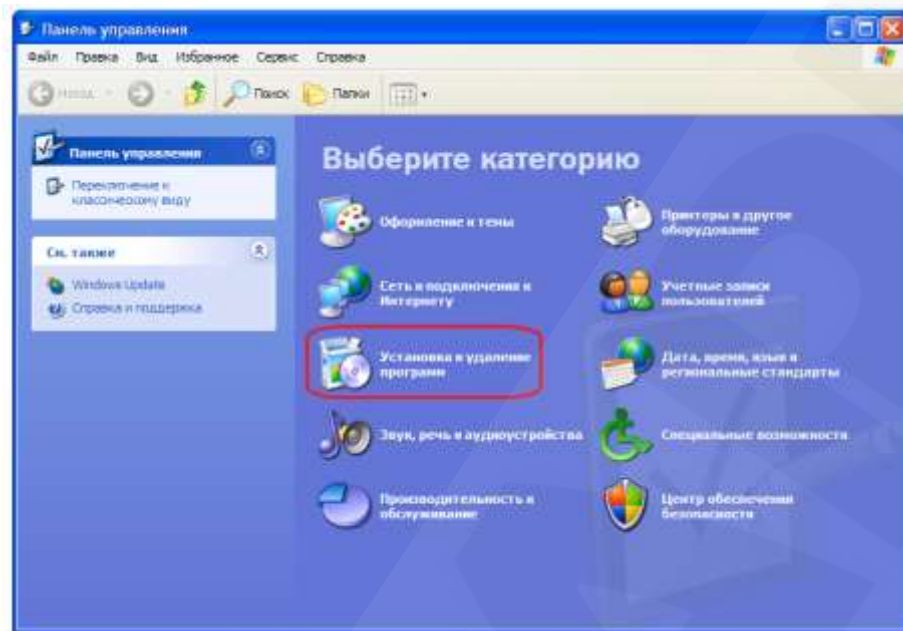 Панель управления
Файл Правка Вид Избранное Сервис Справка
Назад Поиск Папки
Панель управления
Переключение к
классическому виду
См. также
Windows Update
Справка и поддержка
Выберите категорию
Оформление и темы
Принтеры и другое
оборудование
Сеть и подключения к
Интернету
Учетные записи
пользователей
Установка и удаление
программ
Дата, время, язык и
региональные стандарты
Звук, речь и аудиоустройства
Специальные возможности
Производительность и
обслуживание
Центр обеспечения
безопасности